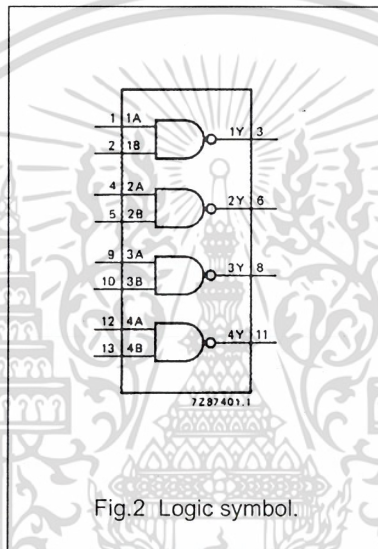 1 1A
2 1B
1Y 3
4 2A
5 2B
2Y 6
9 3A
10 3B
3Y 8
12 4A
13 4B
4Y 11
7Z87401.1
Fig.2 Logic symbol.